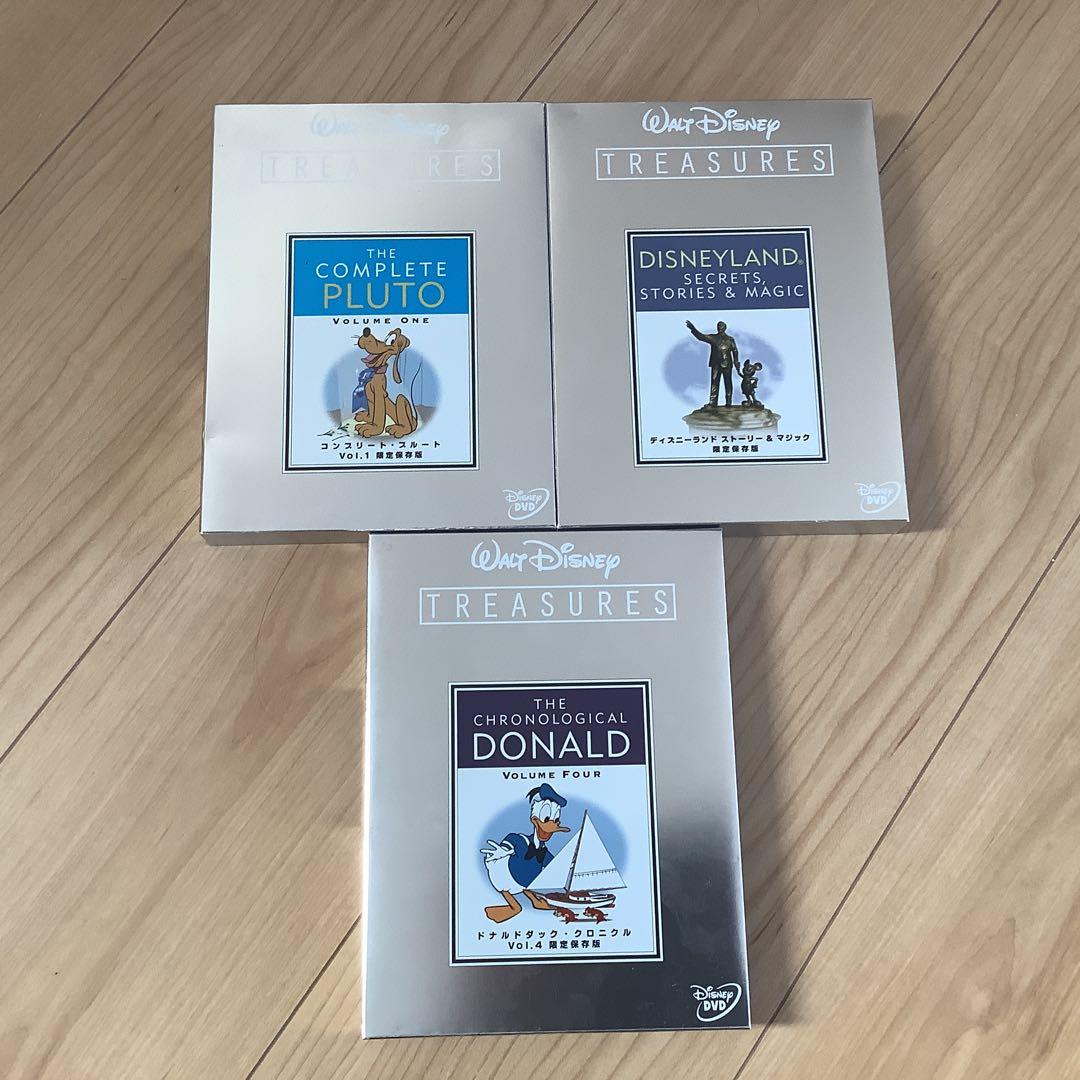 WALT DISNEY
TREASURES
THE
COMPLETE
PLUTO
VOLUME ONE
コンプリート・プルート
Vol.1 限定保存版
DISNEY
DVD
WALT DISNEY
TREASURES
DISNEYLAND®
SECRETS,
STORIES & MAGIC
ディズニーランド ストーリー & マジック
限定保存版
DISNEY
DVD
WALT DISNEY
TREASURES
THE
CHRONOLOGICAL
DONALD
VOLUME FOUR
ドナルドダック・クロニクル
Vol.4 限定保存版
DISNEY
DVD